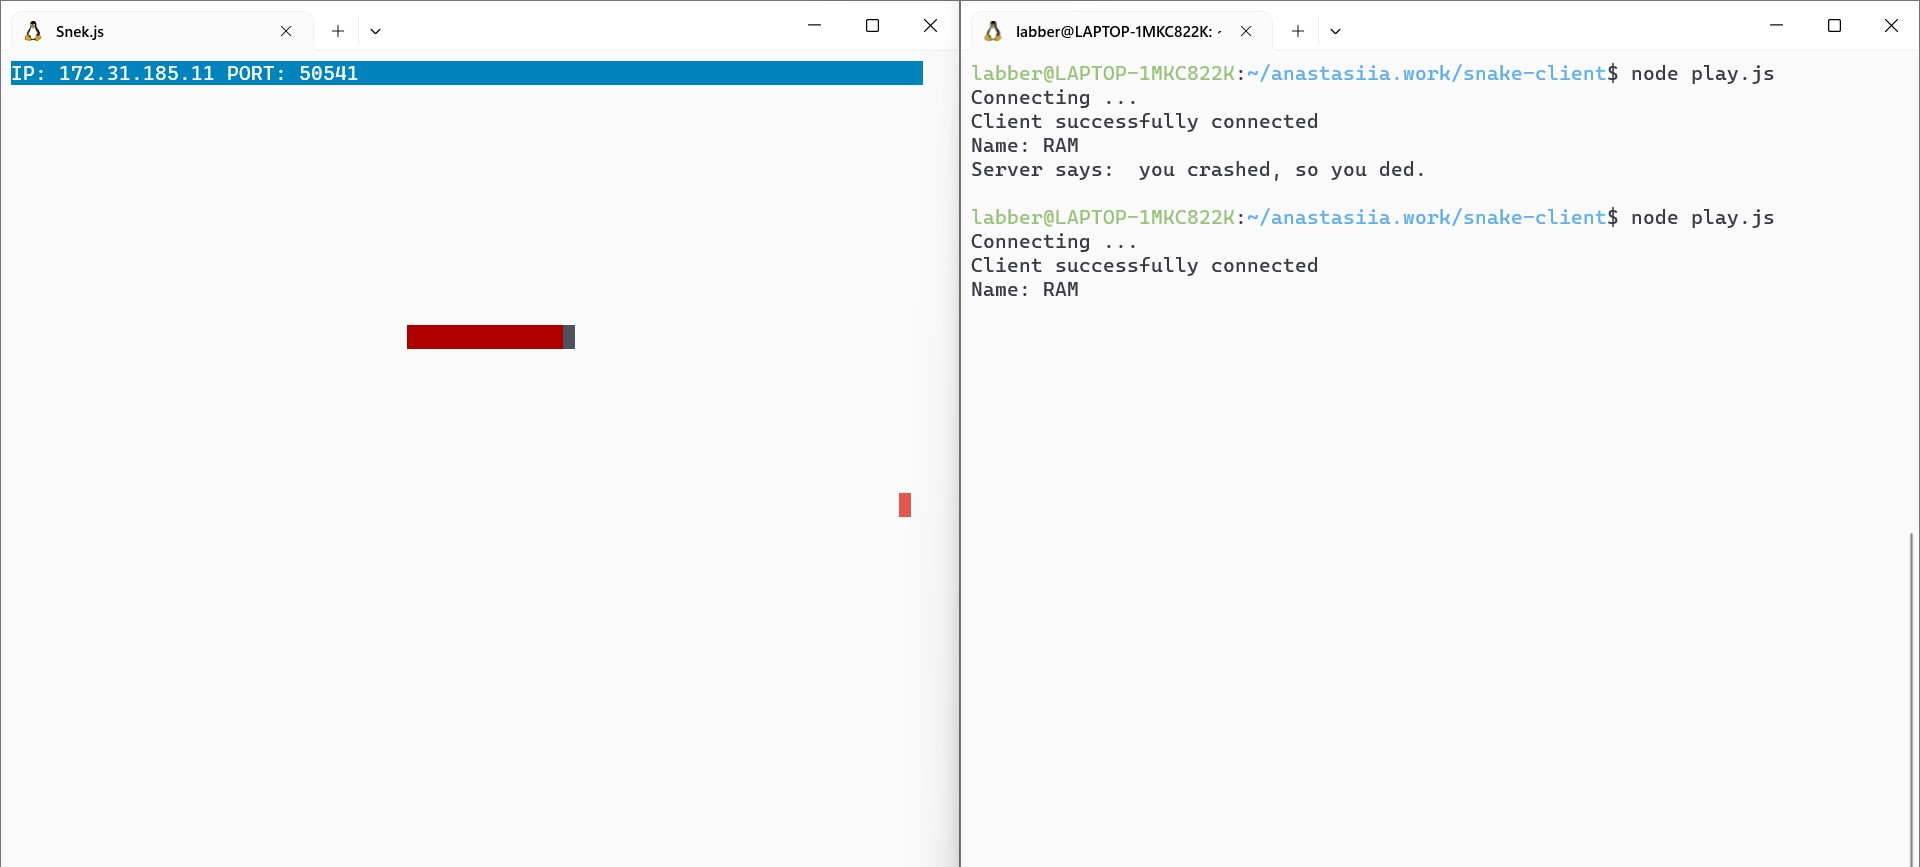 Snek.js
IP: 172.31.185.11 PORT: 50541
labber@LAPTOP-1MKC822K: ~
labber@LAPTOP-1MKC822K:~/anastasiia.work/snake-client$ node play.js
Connecting ...
Client successfully connected
Name: RAM
Server says:  you crashed, so you ded.
labber@LAPTOP-1MKC822K:~/anastasiia.work/snake-client$ node play.js
Connecting ...
Client successfully connected
Name: RAM